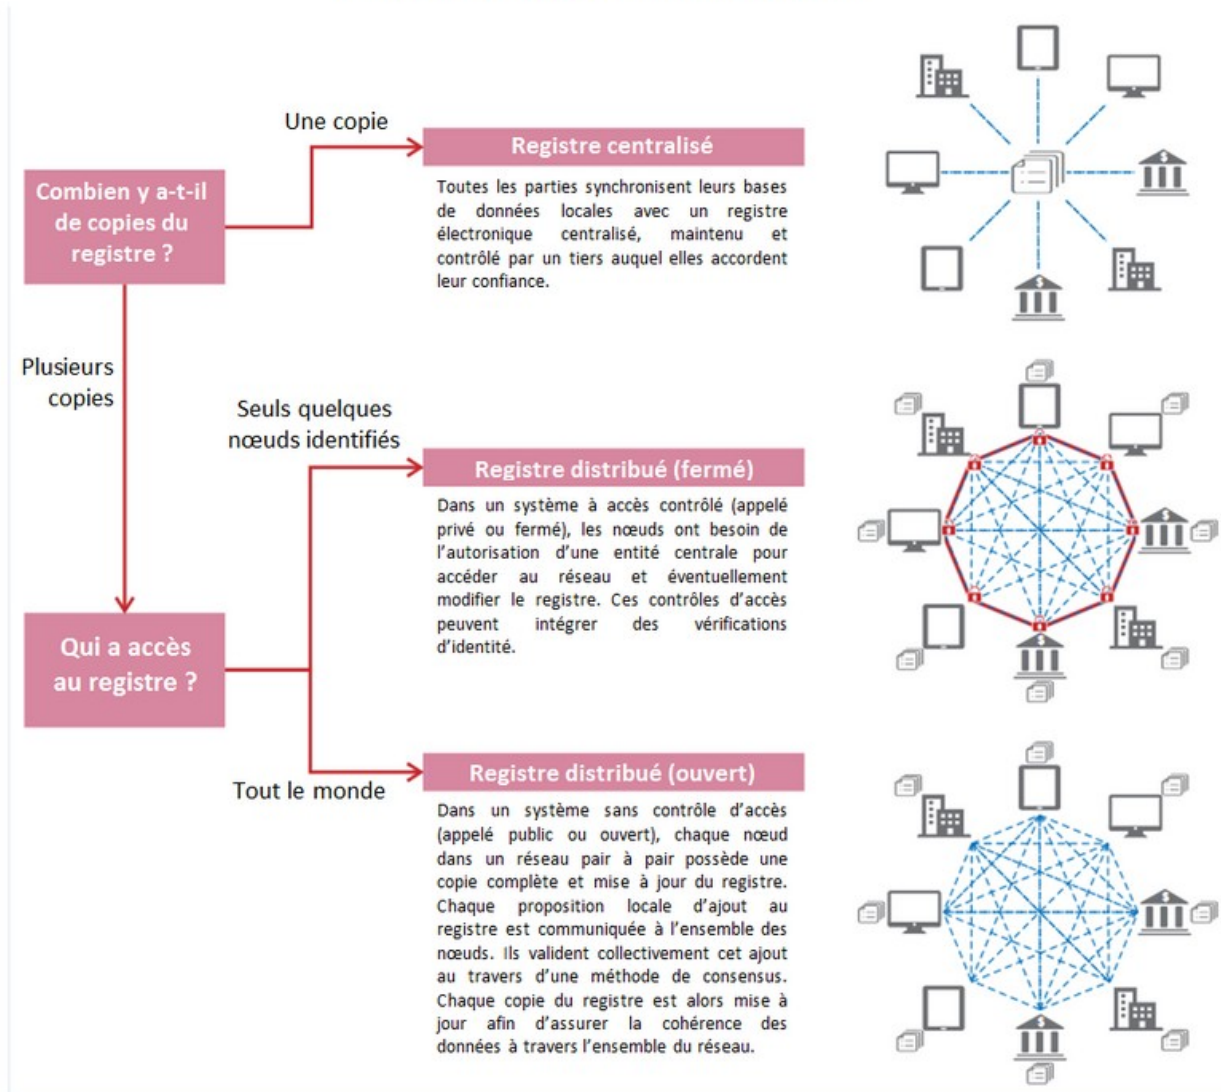 Une copie
Combien y a-t-il
de copies du
registre ?
Registre centralisé
Toutes les parties synchronisent leurs bases
de données locales avec un registre
électronique centralisé, maintenu et
contrôlé par un tiers auquel elles accordent
leur confiance.
Plusieurs
copies
Seuls quelques
nœuds identifiés
Registre distribué (fermé)
Dans un système à accès contrôlé (appelé
privé ou fermé), les nœuds ont besoin de
l'autorisation d'une entité centrale pour
accéder au réseau et éventuellement
modifier le registre. Ces contrôles d'accès
peuvent intégrer des vérifications
d'identité.
Qui a accès
au registre ?
Tout le monde
Registre distribué (ouvert)
Dans un système sans contrôle d'accès
(appelé public ou ouvert), chaque nœud
dans un réseau pair à pair possède une
copie complète et mise à jour du registre.
Chaque proposition locale d'ajout au
registre est communiquée à l'ensemble des
nœuds. Ils valident collectivement cet ajout
au travers d'une méthode de consensus.
Chaque copie du registre est alors mise à
jour afin d'assurer la cohérence des
données à travers l'ensemble du réseau.